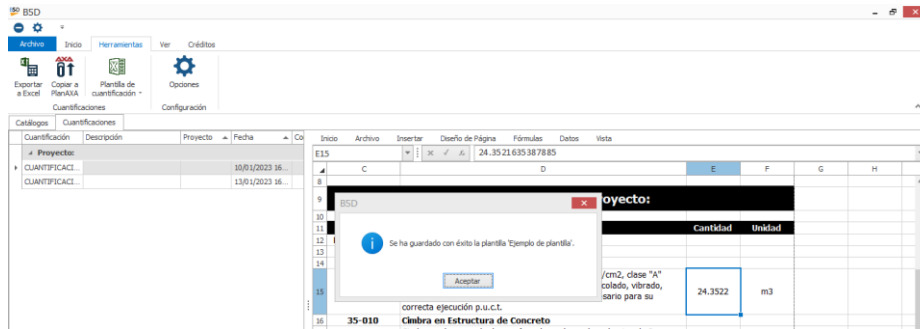 BSD
Archivo Inicio Herramientas Ver Créditos
Exportar a Excel
Copiar a PlanAXA
Plantilla de cuantificación
Opciones
Cuantificaciones Configuración
Catálogos Cuantificaciones
Cuantificación Descripción Proyecto Fecha Co
Proyecto:
CUANTIFICACI... 10/01/2023 16...
CUANTIFICACI... 13/01/2023 16...
Inicio Archivo Insertar Diseño de Página Fórmulas Datos Vista
E15 24.3521635387885
C D E F G H
8
9 royecto:
10
11 Cantidad Unidad
12
13
14
15 /cm2, clase "A"
colado, vibrado,
sario para su
correcta ejecución p.u.c.t.
24.3522 m3
16 35-010 Cimbra en Estructura de Concreto
BSD
Se ha guardado con éxito la plantilla 'Ejemplo de plantilla'.
Aceptar